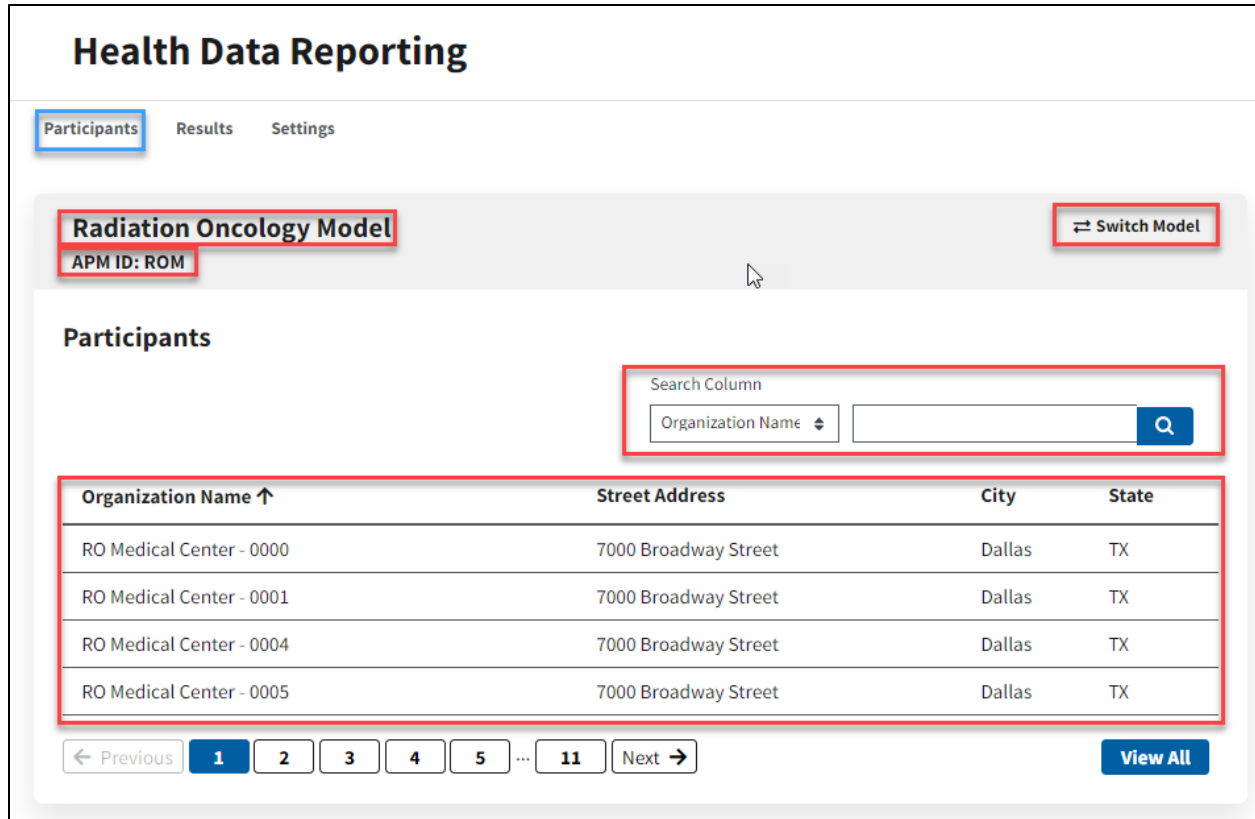 Health Data Reporting
Participants Results Settings
Radiation Oncology Model
⇄ Switch Model
APM ID: ROM
Participants
Search Column
Organization Name
Organization Name ↑ Street Address City State
RO Medical Center - 0000 7000 Broadway Street Dallas TX
RO Medical Center - 0001 7000 Broadway Street Dallas TX
RO Medical Center - 0004 7000 Broadway Street Dallas TX
RO Medical Center - 0005 7000 Broadway Street Dallas TX
← Previous 1 2 3 4 5 ... 11 Next → View All